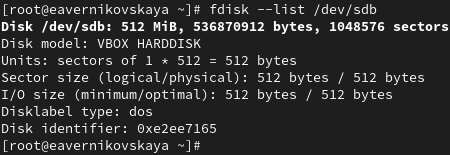 [root@eavernikovskaya ~]# fdisk --list /dev/sdb
Disk /dev/sdb: 512 MiB, 536870912 bytes, 1048576 sectors
Disk model: VBOX HARDDISK
Units: sectors of 1 * 512 = 512 bytes
Sector size (logical/physical): 512 bytes / 512 bytes
I/O size (minimum/optimal): 512 bytes / 512 bytes
Disklabel type: dos
Disk identifier: 0xe2ee7165
[root@eavernikovskaya ~]#